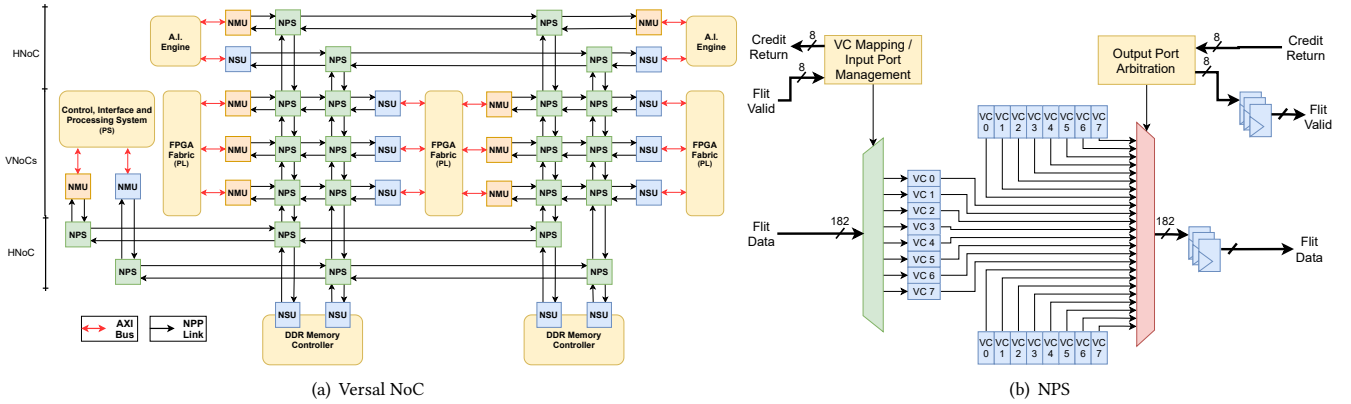 HNoC
VNoCs
HNoC
A.I.
Engine
NMU
NPS
NPS
NMU
A.I.
Engine
NSU
NPS
NPS
NSU
Control, Interface and
Processing System
(PS)
NMU
NMU
FPGA
Fabric
(PL)
NMU
NPS
NPS
NSU
FPGA
Fabric
(PL)
NMU
NPS
NPS
NSU
FPGA
Fabric
(PL)
NMU
NPS
NPS
NSU
NMU
NPS
NPS
NSU
NMU
NPS
NPS
NSU
NMU
NPS
NPS
NSU
NPS
NPS
NPS
NPS
NPS
NPS
NSU
NSU
DDR Memory
Controller
NSU
NSU
DDR Memory
Controller
AXI
Bus
NPP
Link
(a) Versal NoC
Credit
Return
8
8
Flit
Valid
VC Mapping /
Input Port
Management
Output Port
Arbitration
8
8
Credit
Return
Flit
Valid
VC
0
VC
1
VC
2
VC
3
VC
4
VC
5
VC
6
VC
7
Flit
Data
182
VC 0
VC 1
VC 2
VC 3
VC 4
VC 5
VC 6
VC 7
182
Flit
Data
VC
0
VC
1
VC
2
VC
3
VC
4
VC
5
VC
6
VC
7
(b) NPS